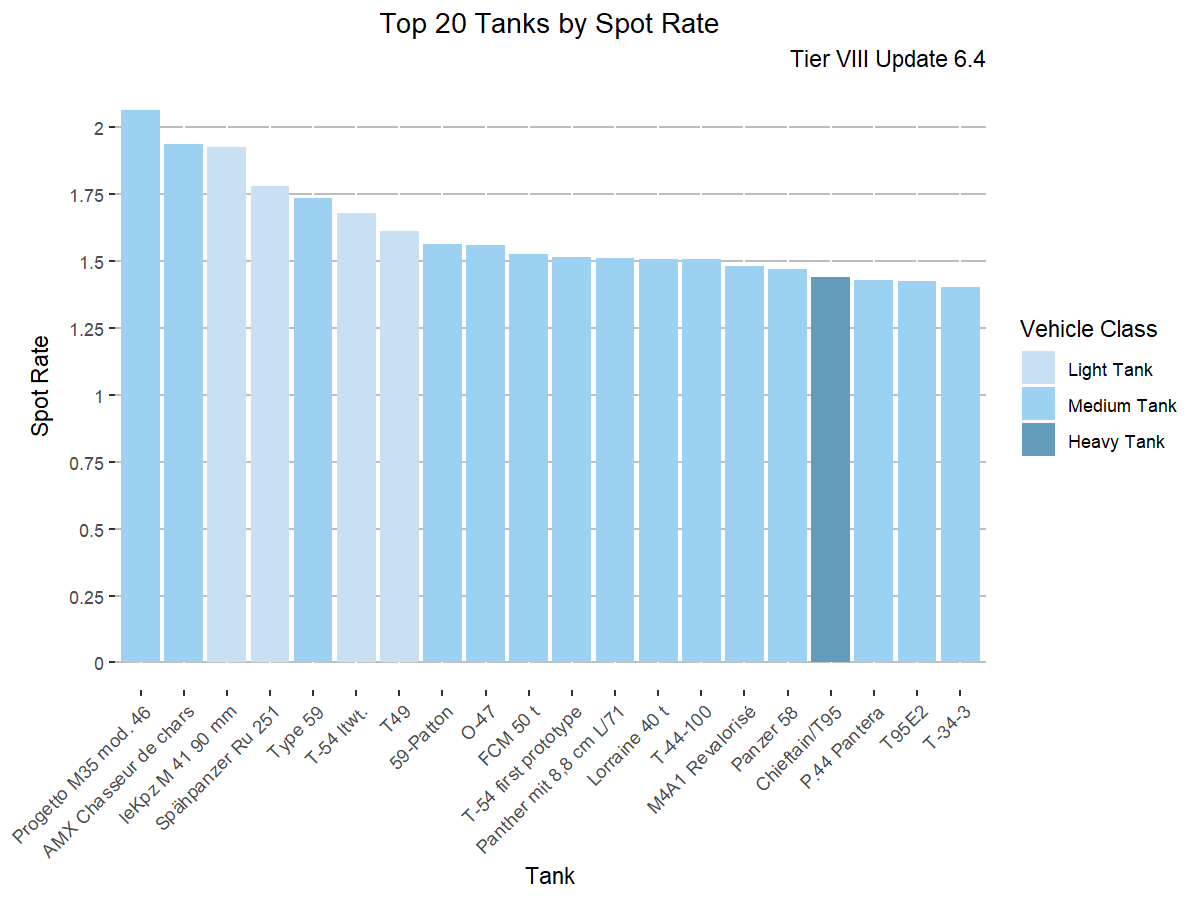 Top 20 Tanks by Spot Rate
Tier VIII Update 6.4
Spot Rate
2
1.75
1.5
1.25
1
0.75
0.5
0.25
0
Progetto M35 mod. 46
AMX Chasseur de chars
leKpz M 41 90 mm
Spähpanzer Ru 251
Type 59
T-54 ltwt.
T49
59-Patton
O-47
FCM 50 t
T-54 first prototype
Panther mit 8,8 cm L/71
Lorraine 40 t
T-44-100
M4A1 Revalorisé
Panzer 58
Chieftain/T95
P.44 Pantera
T95E2
T-34-3
Tank
Vehicle Class
Light Tank
Medium Tank
Heavy Tank